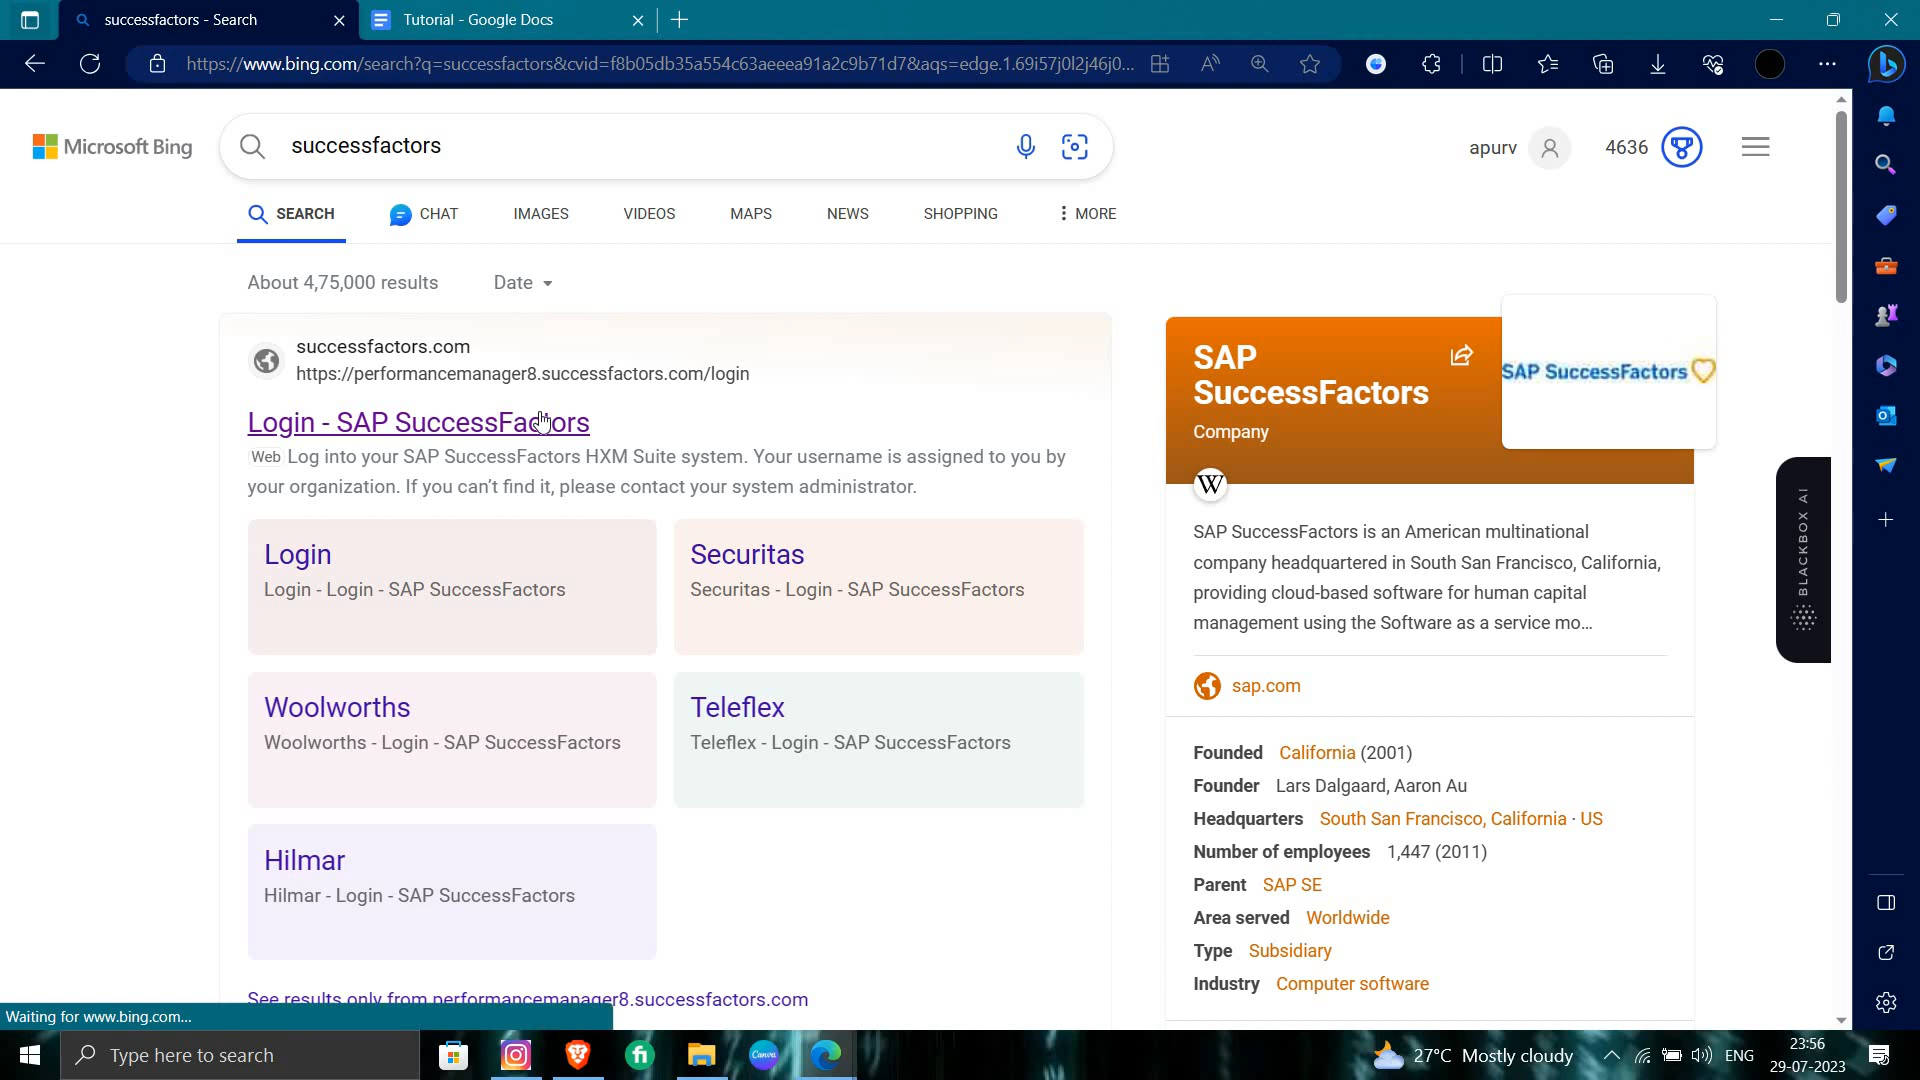 successfactors - Search
Tutorial - Google Docs
https://www.bing.com/search?q=successfactors&cvid=f8b05db35a554c63aeeea91a2c9b71d7&aqs=edge.1.69i57j0l2j46j0...
Microsoft Bing
successfactors
apurv
4636
SEARCH
CHAT
IMAGES
VIDEOS
MAPS
NEWS
SHOPPING
MORE
About 4,75,000 results
Date
successfactors.com
https://performancemanager8.successfactors.com/login
Login - SAP SuccessFactors
Web Log into your SAP SuccessFactors HXM Suite system. Your username is assigned to you by
your organization. If you can't find it, please contact your system administrator.
Login
Login - Login - SAP SuccessFactors
Securitas
Securitas - Login - SAP SuccessFactors
Woolworths
Woolworths - Login - SAP SuccessFactors
Teleflex
Teleflex - Login - SAP SuccessFactors
Hilmar
Hilmar - Login - SAP SuccessFactors
See results only from performancemanager8.successfactors.com
SAP
SuccessFactors
Company
SAP SuccessFactors
W
SAP SuccessFactors is an American multinational
company headquartered in South San Francisco, California,
providing cloud-based software for human capital
management using the Software as a service mo...
sap.com
Founded California (2001)
Founder Lars Dalgaard, Aaron Au
Headquarters South San Francisco, California · US
Number of employees 1,447 (2011)
Parent SAP SE
Area served Worldwide
Type Subsidiary
Industry Computer software
BLACKBOX AI
Waiting for www.bing.com...
Type here to search
Canva
27°C Mostly cloudy
ENG
23:56
29-07-2023